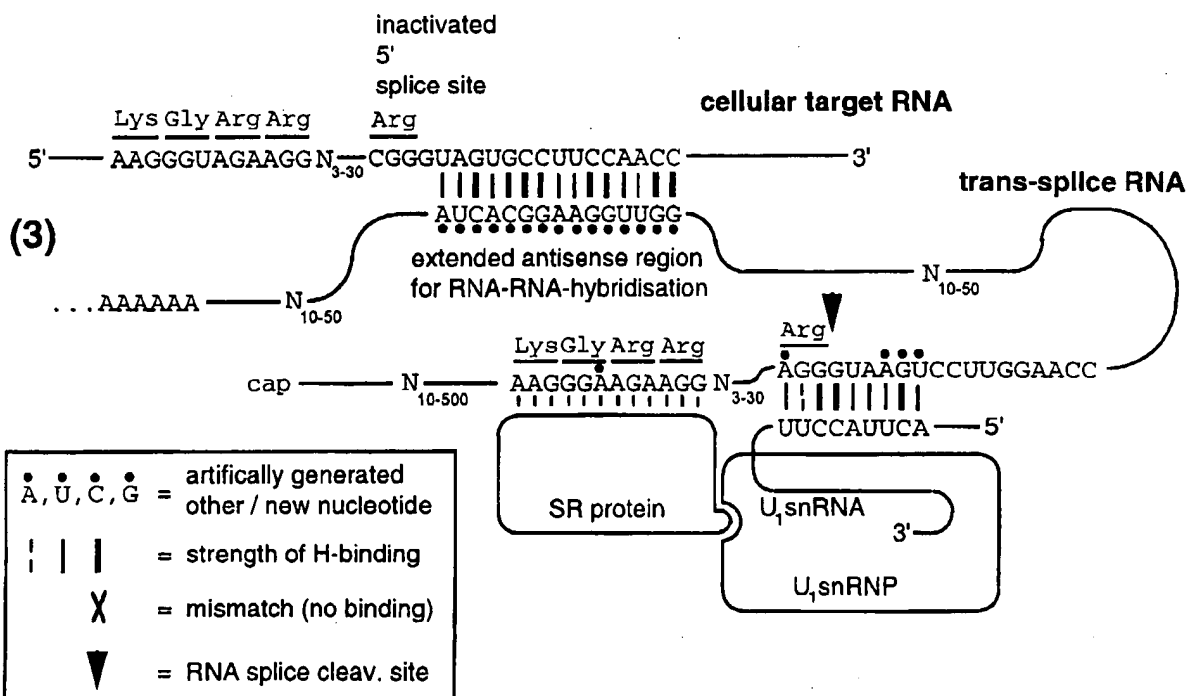 inactivated
5'
splice site
cellular target RNA
Lys Gly Arg Arg Arg
5' AAGGGUAGAAGG N3-30 CGGGUAGUGCCUUCCAACC 3'
trans-splice RNA
(3)
AUCACGGAAGGUUGG
extended antisense region
for RNA-RNA-hybridisation
...AAAAAA N10-50 N10-50
Arg
Lys Gly Arg Arg
cap N10-500 AAGGGAAGAAGG N3-30 AGGGUAAGUCCUUGGAACC
UUCCAUUCA 5'
SR protein
U1snRNA
3'
U1snRNP
A, U, C, G = artifically generated
other / new nucleotide
= strength of H-binding
X = mismatch (no binding)
= RNA splice cleav. site